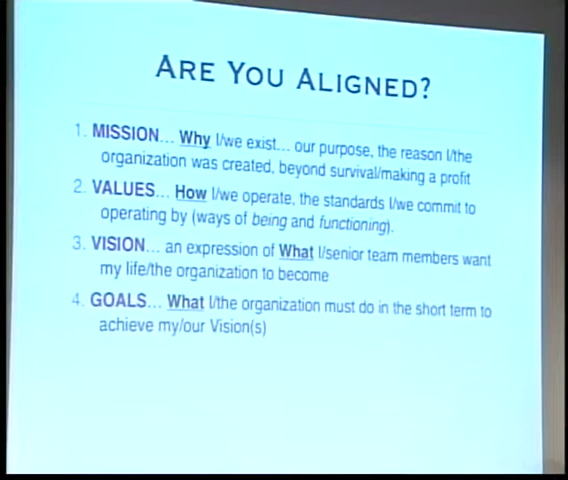 ARE YOU ALIGNED?
1. MISSION... Why I/we exist... our purpose, the reason I/the
organization was created, beyond survival/making a profit
2. VALUES... How I/we operate, the standards I/we commit to
operating by (ways of being and functioning).
3. VISION... an expression of What I/senior team members want
my life/the organization to become
4. GOALS... What I/the organization must do in the short term to
achieve my/our Vision(s)